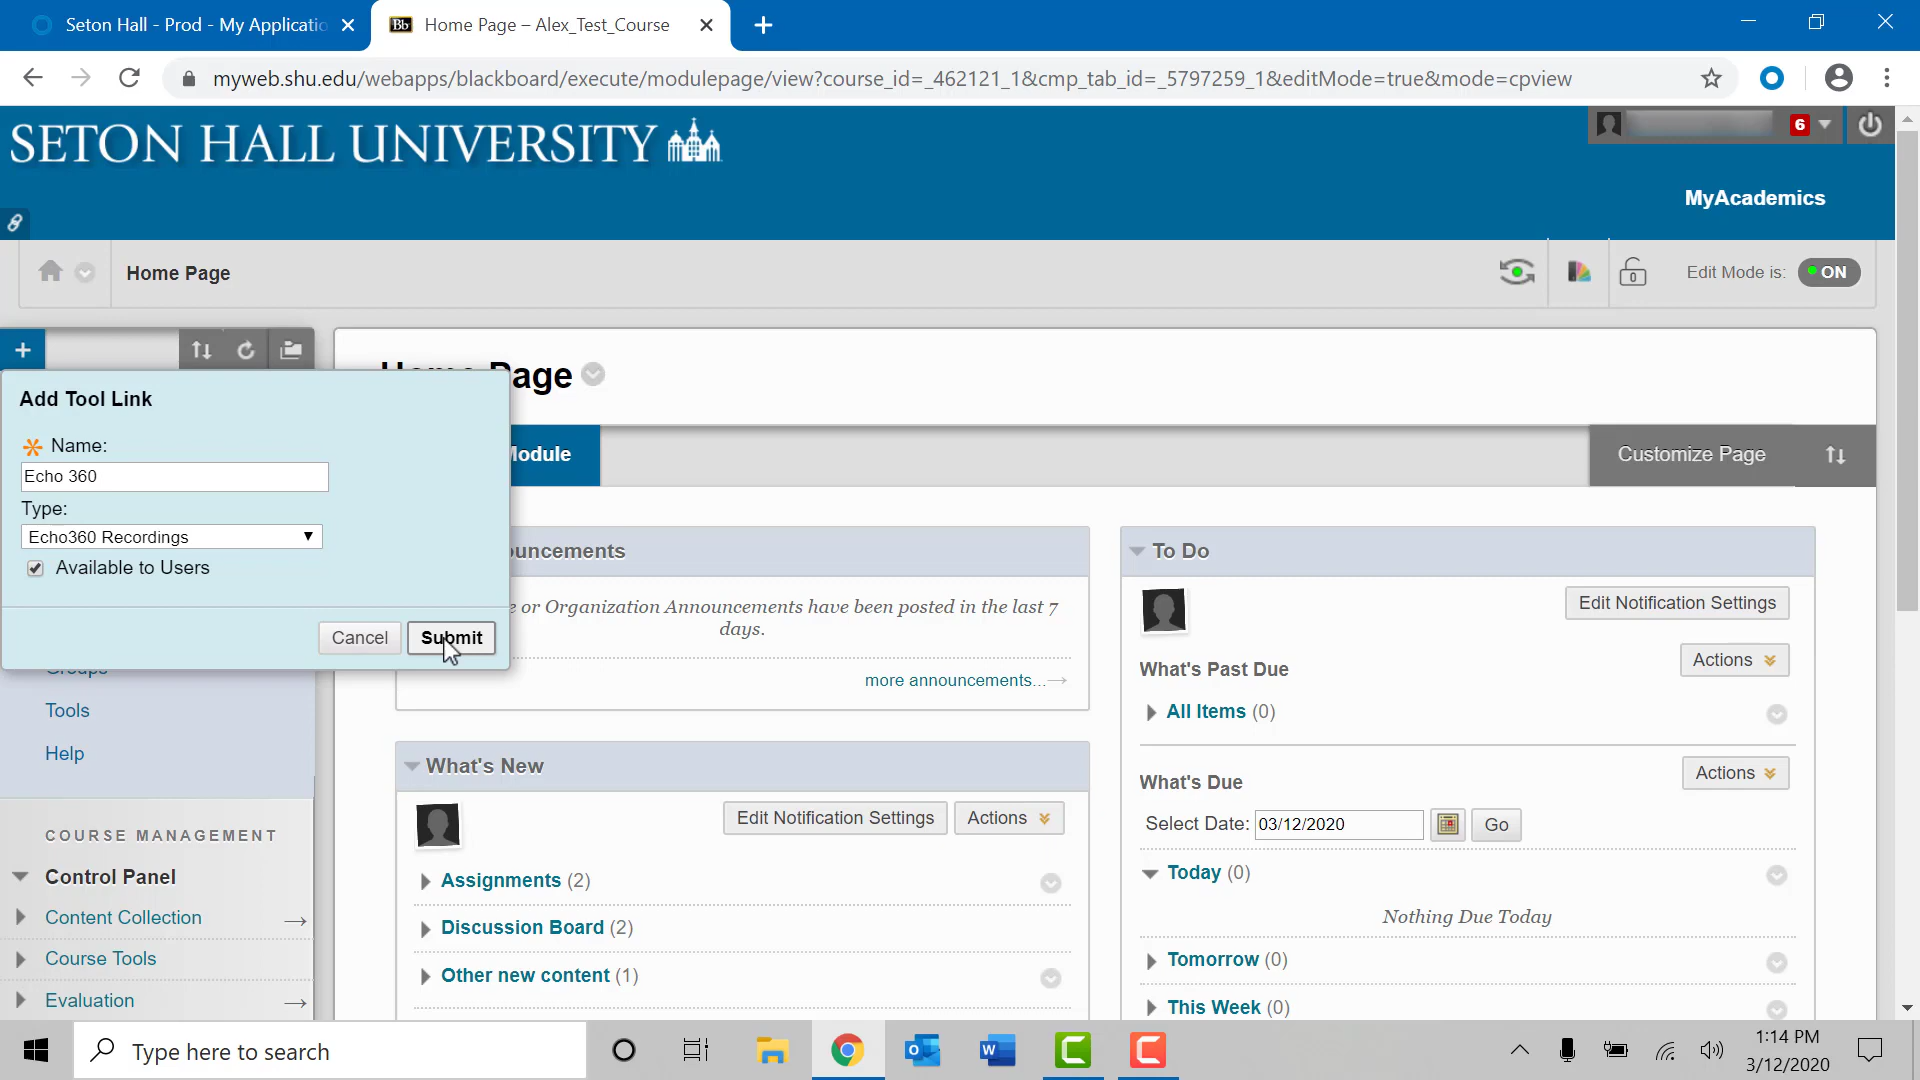 Seton Hall - Prod - My Applicatio
Bb
Home Page – Alex_Test_Course
myweb.shu.edu/webapps/blackboard/execute/modulepage/view?course_id=_462121_1&cmp_tab_id=_5797259_1&editMode=true&mode=cpview
SETON HALL UNIVERSITY
6
MyAcademics
Home Page
Edit Mode is:
ON
Home Page
Add Tool Link
Name:
Echo 360
Type:
Echo360 Recordings
Available to Users
Cancel
Submit
Module
Customize Page
ouncements
e or Organization Announcements have been posted in the last 7
days.
more announcements...
To Do
Edit Notification Settings
Actions
What's Past Due
All Items (0)
Actions
What's Due
Select Date:
03/12/2020
Go
Today (0)
Nothing Due Today
Tomorrow (0)
This Week (0)
What's New
Edit Notification Settings
Actions
Assignments (2)
Discussion Board (2)
Other new content (1)
Groups
Tools
Help
COURSE MANAGEMENT
Control Panel
Content Collection
Course Tools
Evaluation
Type here to search
1:14 PM
3/12/2020